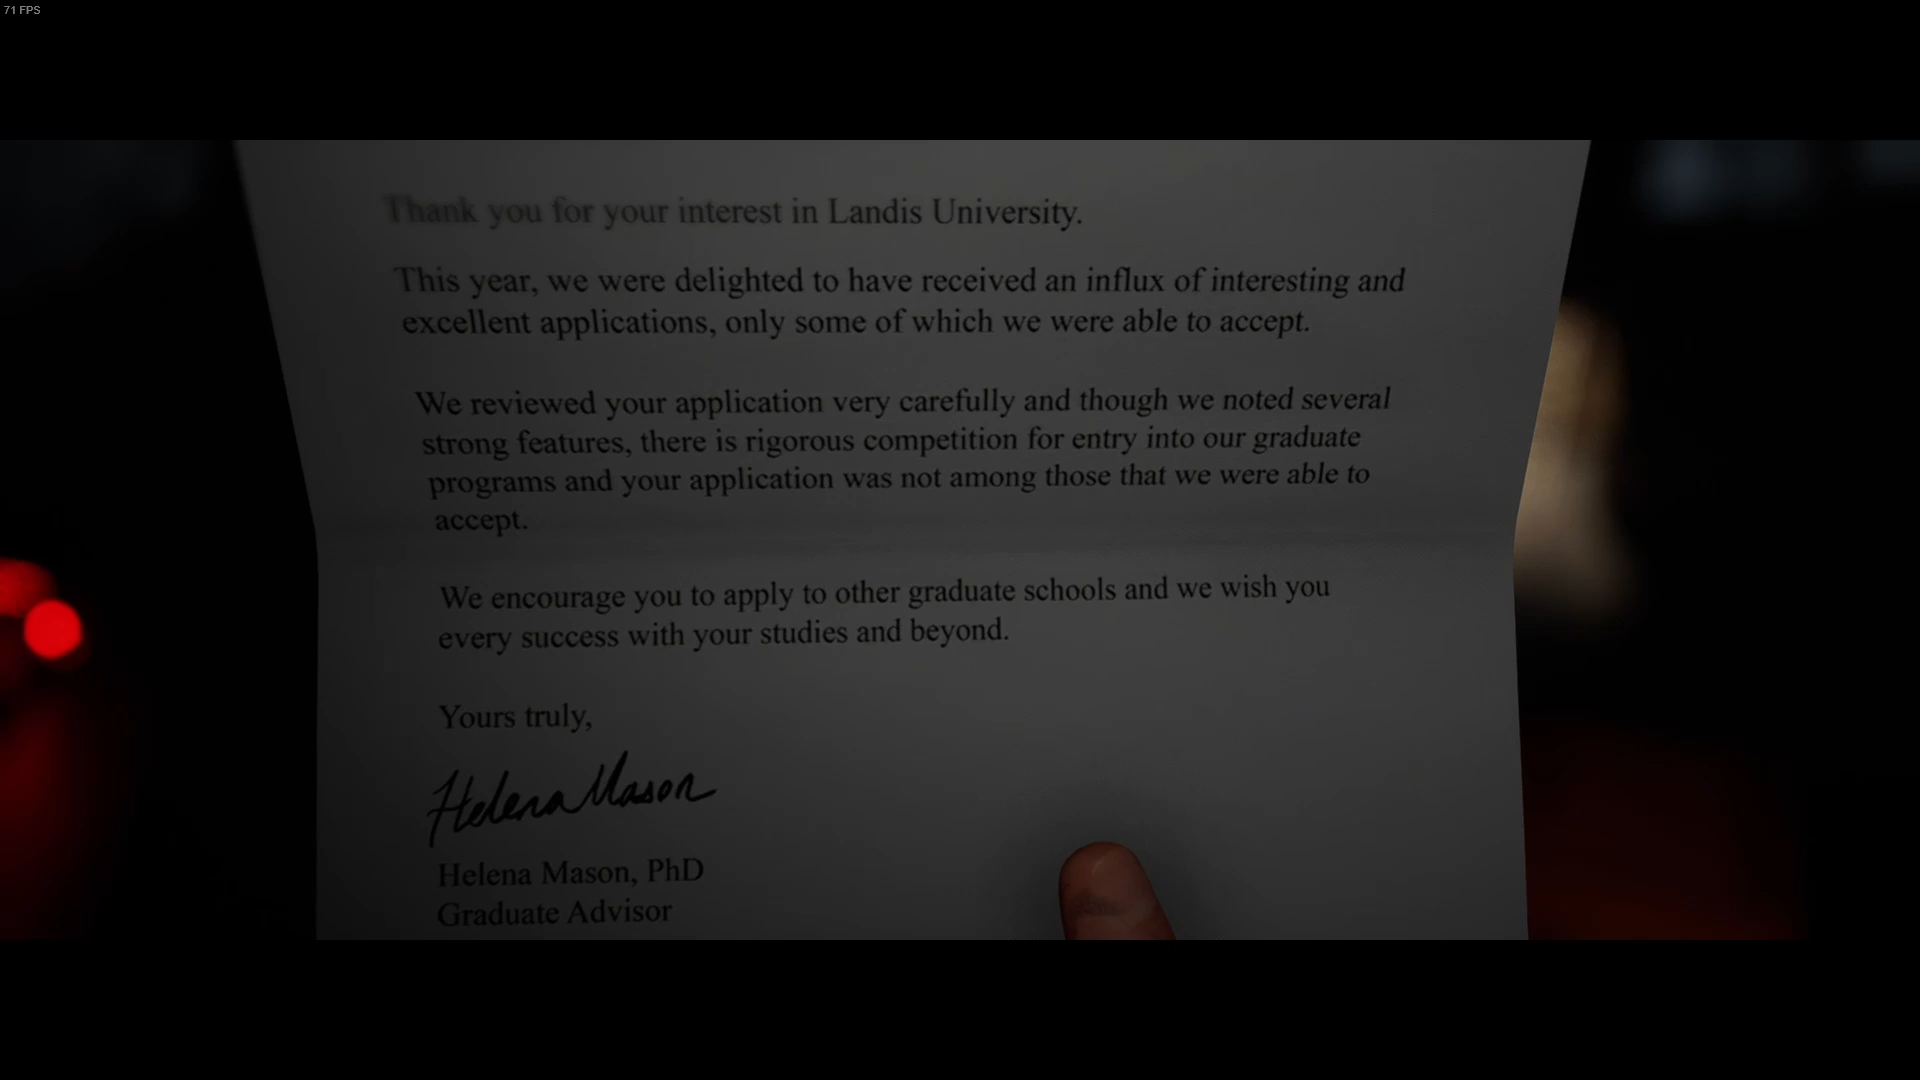 71 FPS
Thank you for your interest in Landis University.
This year, we were delighted to have received an influx of interesting and
excellent applications, only some of which we were able to accept.
We reviewed your application very carefully and though we noted several
strong features, there is rigorous competition for entry into our graduate
programs and your application was not among those that we were able to
accept.
We encourage you to apply to other graduate schools and we wish you
every success with your studies and beyond.
Yours truly,
Helena Mason
Helena Mason, PhD
Graduate Advisor